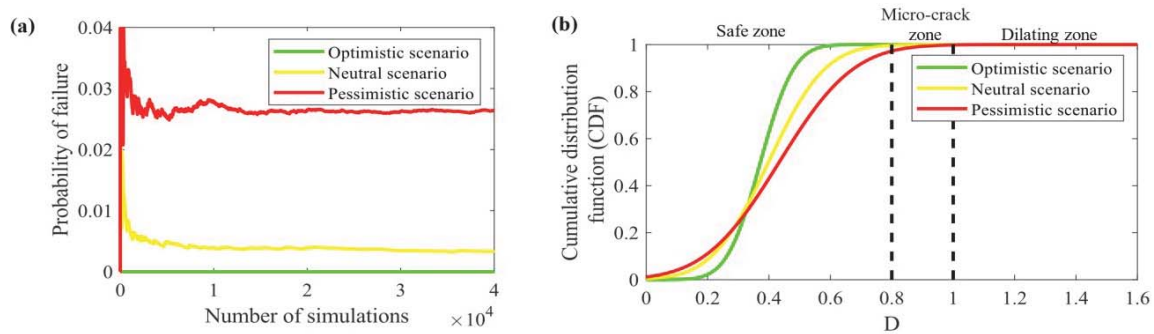 (a)
0.04
0.03
0.02
0.01
0
Probability of failure
Optimistic scenario
Neutral scenario
Pessimistic scenario
0
1
2
3
4
Number of simulations
×10⁴
(b)
Safe zone
Micro-crack
zone
Dilating zone
1
0.8
0.6
0.4
0.2
0
Cumulative distribution
function (CDF)
Optimistic scenario
Neutral scenario
Pessimistic scenario
0
0.2
0.4
0.6
0.8
1
1.2
1.4
1.6
D